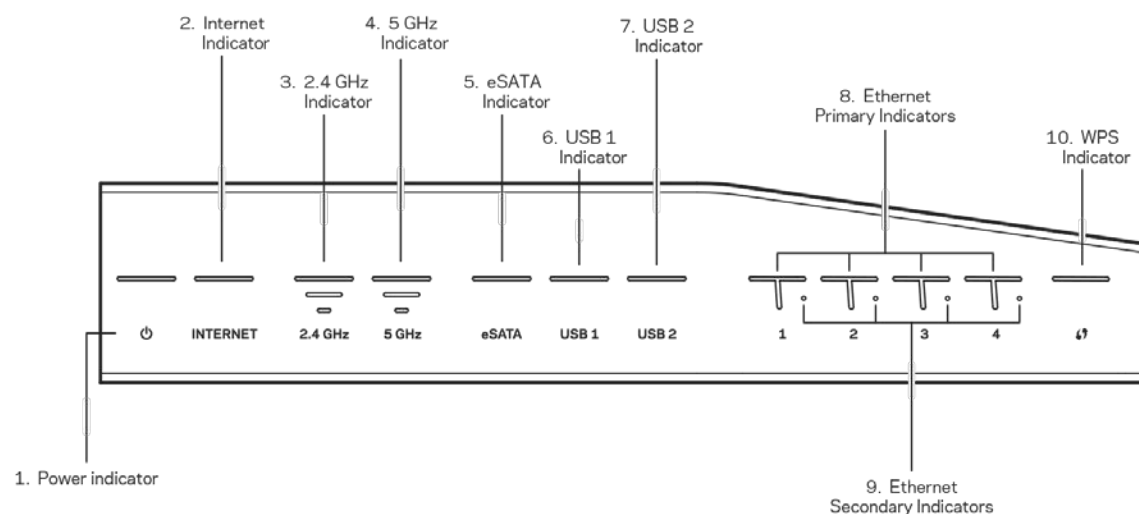 2. Internet
Indicator
4. 5 GHz
Indicator
7. USB 2
Indicator
3. 2.4 GHz
Indicator
5. eSATA
Indicator
8. Ethernet
Primary Indicators
6. USB 1
Indicator
10. WPS
Indicator
INTERNET 2.4 GHz 5 GHz eSATA USB 1 USB 2 1 2 3 4
1. Power indicator
9. Ethernet
Secondary Indicators